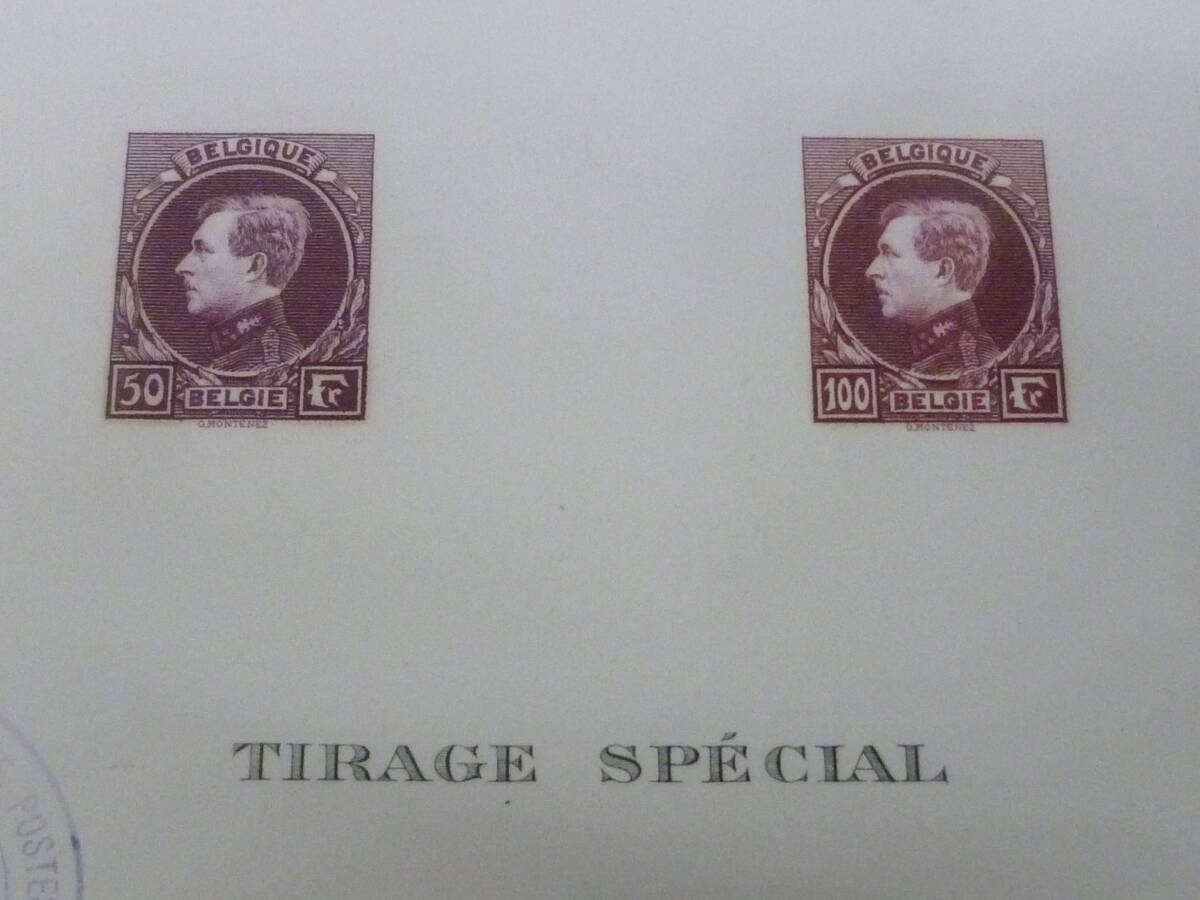 BELGIQUE
50 BELGIE Fr
G.MONTENEZ
BELGIQUE
100 BELGIE Fr
G.MONTENEZ
TIRAGE SPÉCIAL
POSTES